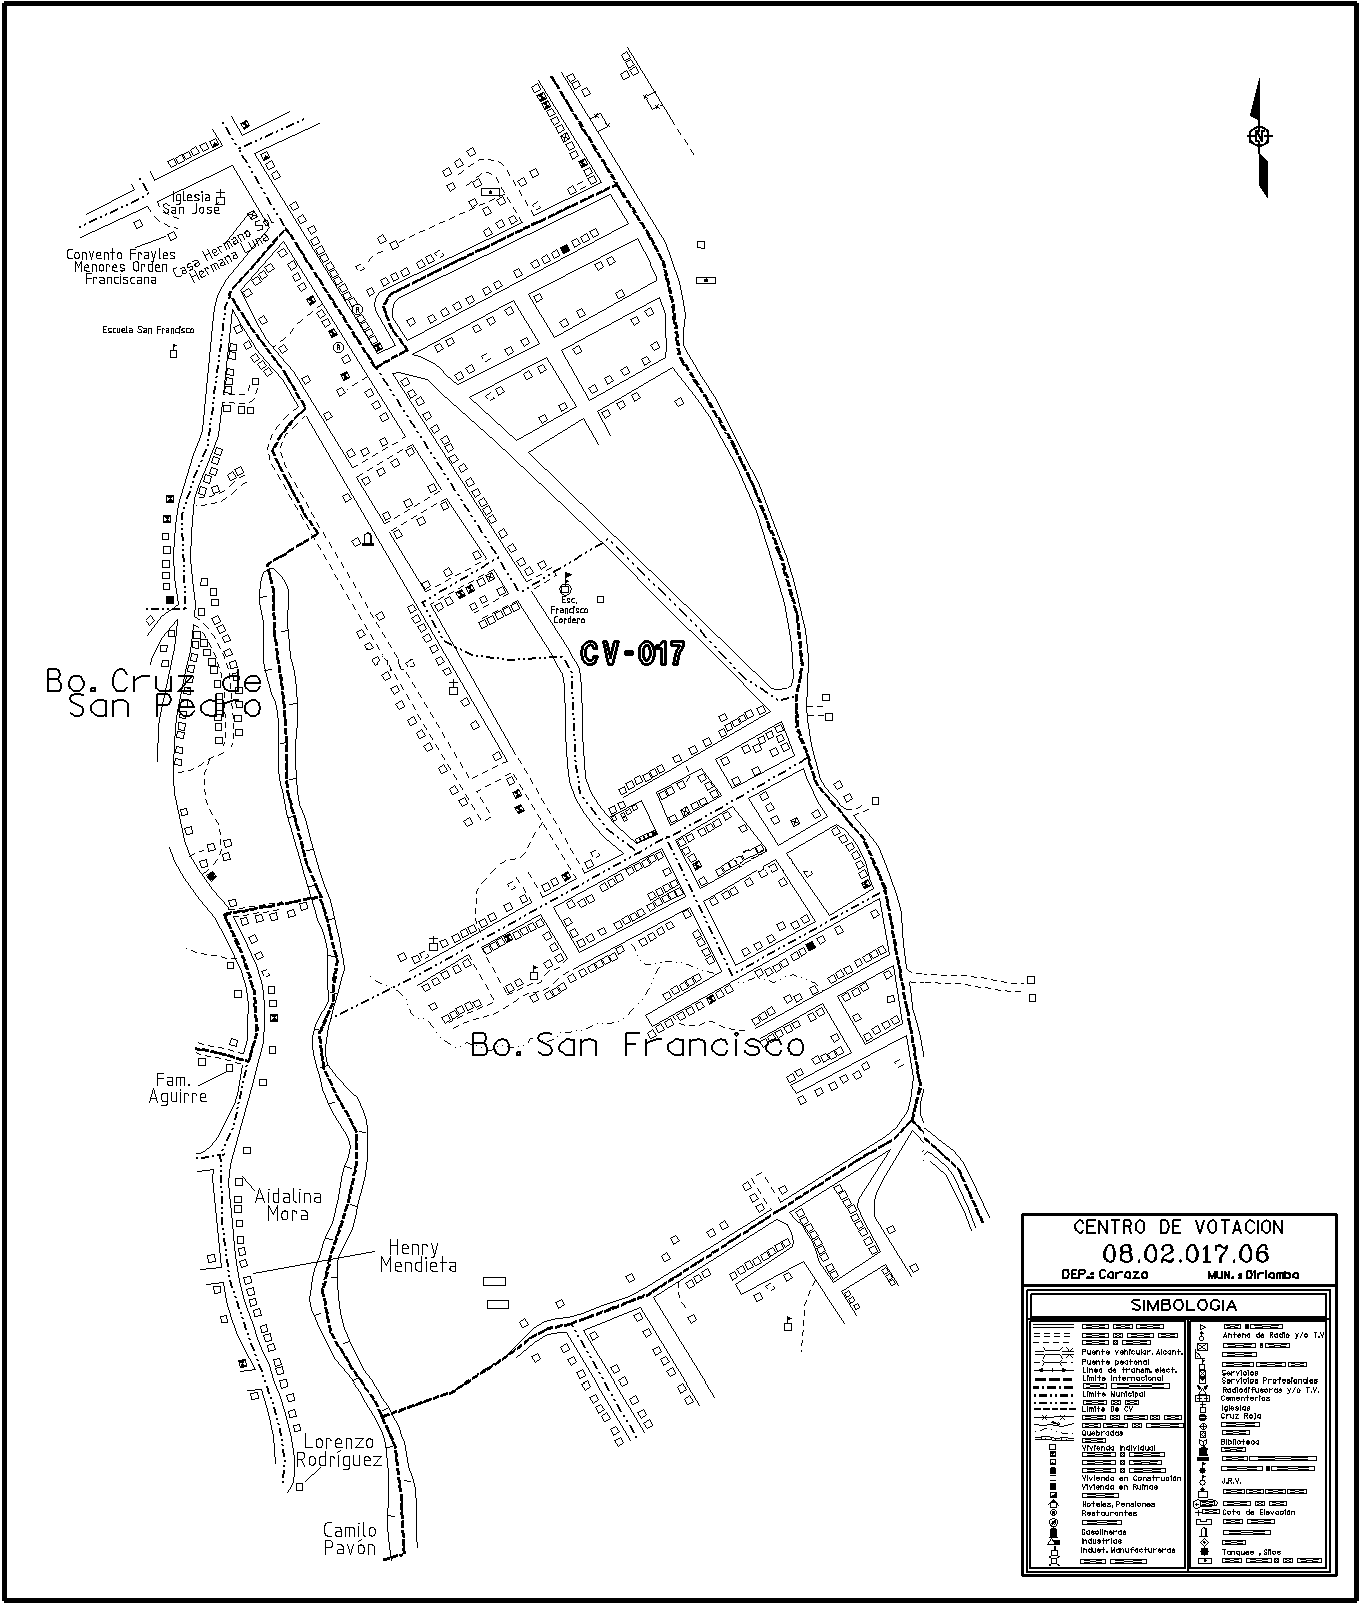 N
Iglesia
San José
Casa Hermano Sol
Hermana Luna
Convento Frayles
Menores Orden
Franciscana
Escuela San Francisco
Esc.
Francisco
Cordero
CV-017
Bo. Cruz de
San Pedro
Bo. San Francisco
Fam.
Aguirre
Aidalina
Mora
Henry
Mendieta
Lorenzo
Rodríguez
Camilo
Pavón
CENTRO DE VOTACION
08.02.017.06
DEP.: Carazo MUN.: Diriamba
SIMBOLOGIA
Puente vehicular. Alcant.
Puente peatonal
Linea de transm. elect.
Limite Internacional
Limite Municipal
Limite De CV
Quebradas
Vivienda Individual
Vivienda en Construción
Vivienda en Ruinas
Hoteles, Pensiones
Restaurantes
Gasolineras
Industrias
Indust. Manufactureras
Antena de Radio y/o T.V
Servicios
Servicios Profesionales
Radiodifusoras y/o T.V.
Cementerios
Iglesias
Cruz Roja
Biblioteca
J.R.V.
Cota de Elevación
Tanques, Silos